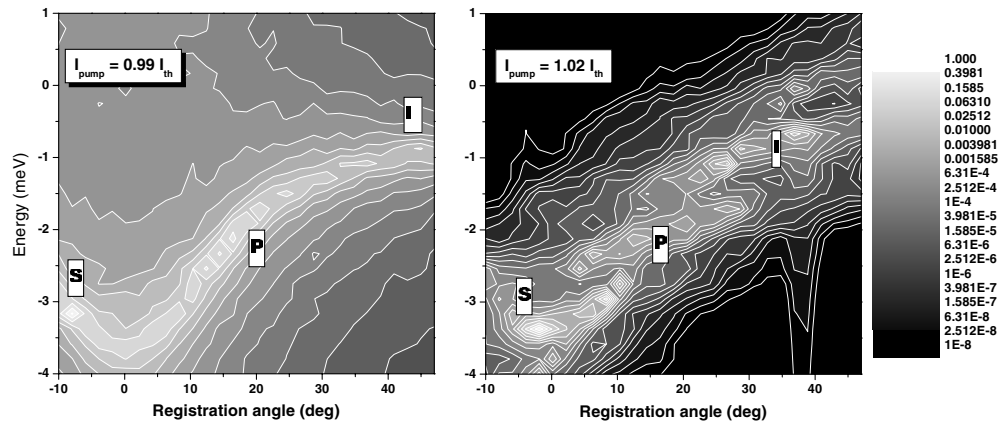 I pump = 0.99 I th
S
P
I
1
0
-1
-2
-3
-4
Energy (meV)
-10 0 10 20 30 40
Registration angle (deg)
I pump = 1.02 I th
S
P
I
1
0
-1
-2
-3
-4
-10 0 10 20 30 40
Registration angle (deg)
1.000
0.3981
0.1585
0.06310
0.02512
0.01000
0.003981
0.001585
6.31E-4
2.512E-4
1E-4
3.981E-5
1.585E-5
6.31E-6
2.512E-6
1E-6
3.981E-7
1.585E-7
6.31E-8
2.512E-8
1E-8